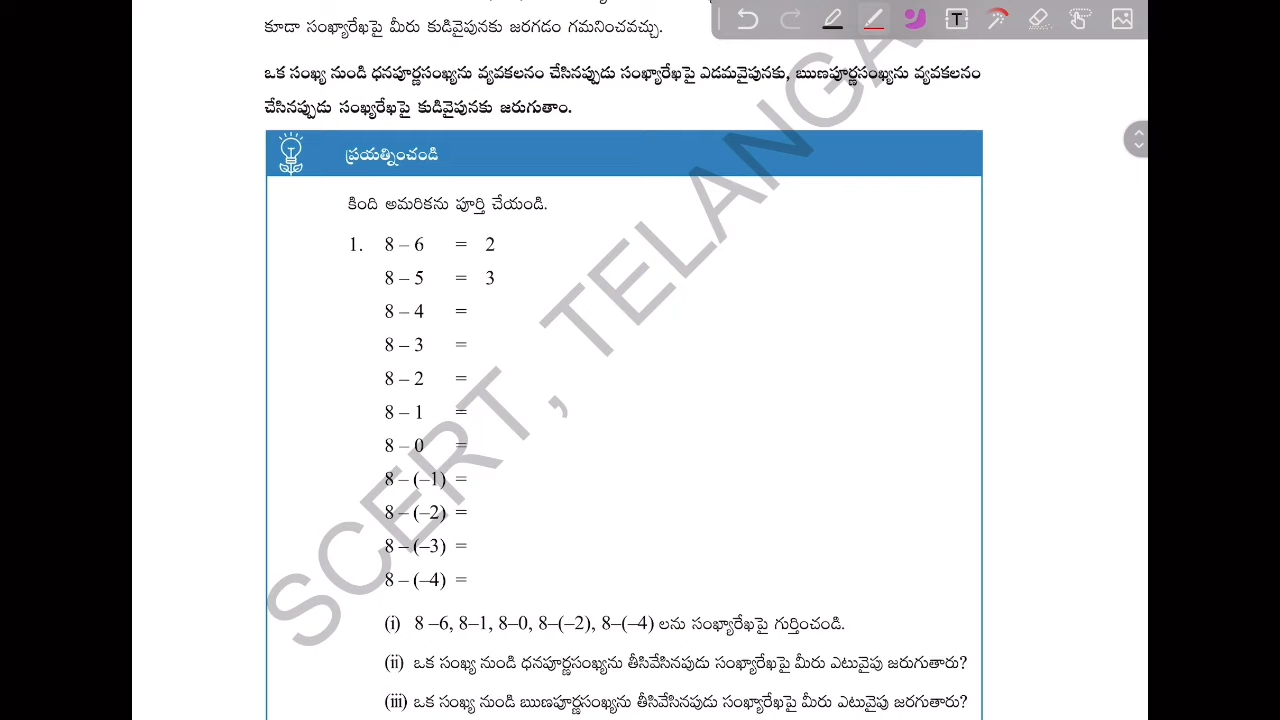 కూడా సంఖ్యారేఖపై మీరు కుడివైపునకు జరగడం గమనించవచ్చు.
ఒక సంఖ్య నుండి ధనపూర్ణసంఖ్యను వ్యవకలనం చేసినప్పుడు సంఖ్యారేఖపై ఎడమవైపునకు, ఋణపూర్ణసంఖ్యను వ్యవకలనం
చేసినప్పుడు సంఖ్యరేఖపై కుడివైపునకు జరుగుతాం.
ప్రయత్నించండి
కింది అమరికను పూర్తి చేయండి.
1. 8 – 6 = 2
8 – 5 = 3
8 – 4 =
8 – 3 =
8 – 2 =
8 – 1 =
8 – 0 =
8 – (–1) =
8 – (–2) =
8 – (–3) =
8 – (–4) =
(i) 8 –6, 8–1, 8–0, 8–(–2), 8–(–4) లను సంఖ్యారేఖపై గుర్తించండి.
(ii) ఒక సంఖ్య నుండి ధనపూర్ణసంఖ్యను తీసివేసినపుడు సంఖ్యారేఖపై మీరు ఎటువైపు జరుగుతారు?
(iii) ఒక సంఖ్య నుండి ఋణపూర్ణసంఖ్యను తీసివేసినపుడు సంఖ్యారేఖపై మీరు ఎటువైపు జరగుతారు?
SCERT, TELANGA